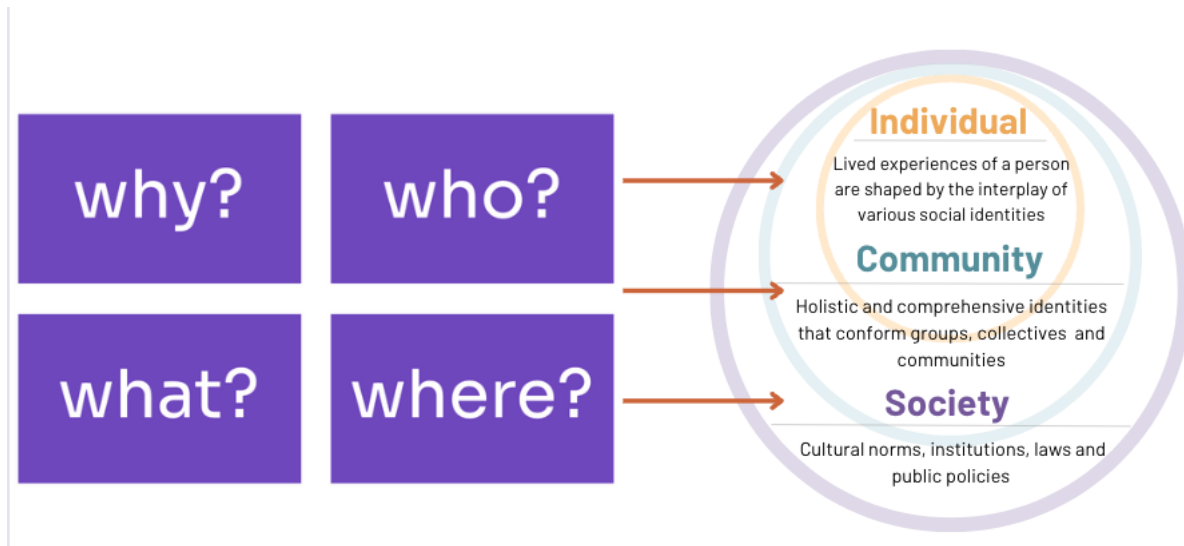 why?
who?
what?
where?
Individual
Lived experiences of a person
are shaped by the interplay of
various social identities
Community
Holistic and comprehensive identities
that conform groups, collectives and
communities
Society
Cultural norms, institutions, laws and
public policies